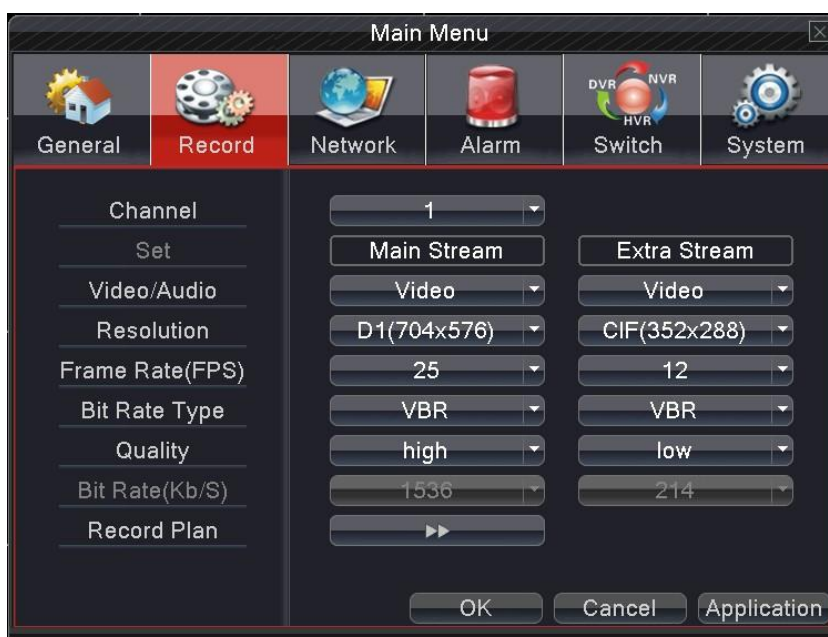 Main Menu
DVR NVR
HVR
General Record Network Alarm Switch System
Channel 1
Set Main Stream Extra Stream
Video/Audio Video Video
Resolution D1(704x576) CIF(352x288)
Frame Rate(FPS) 25 12
Bit Rate Type VBR VBR
Quality high low
Bit Rate(Kb/S) 1536 214
Record Plan
OK Cancel Application